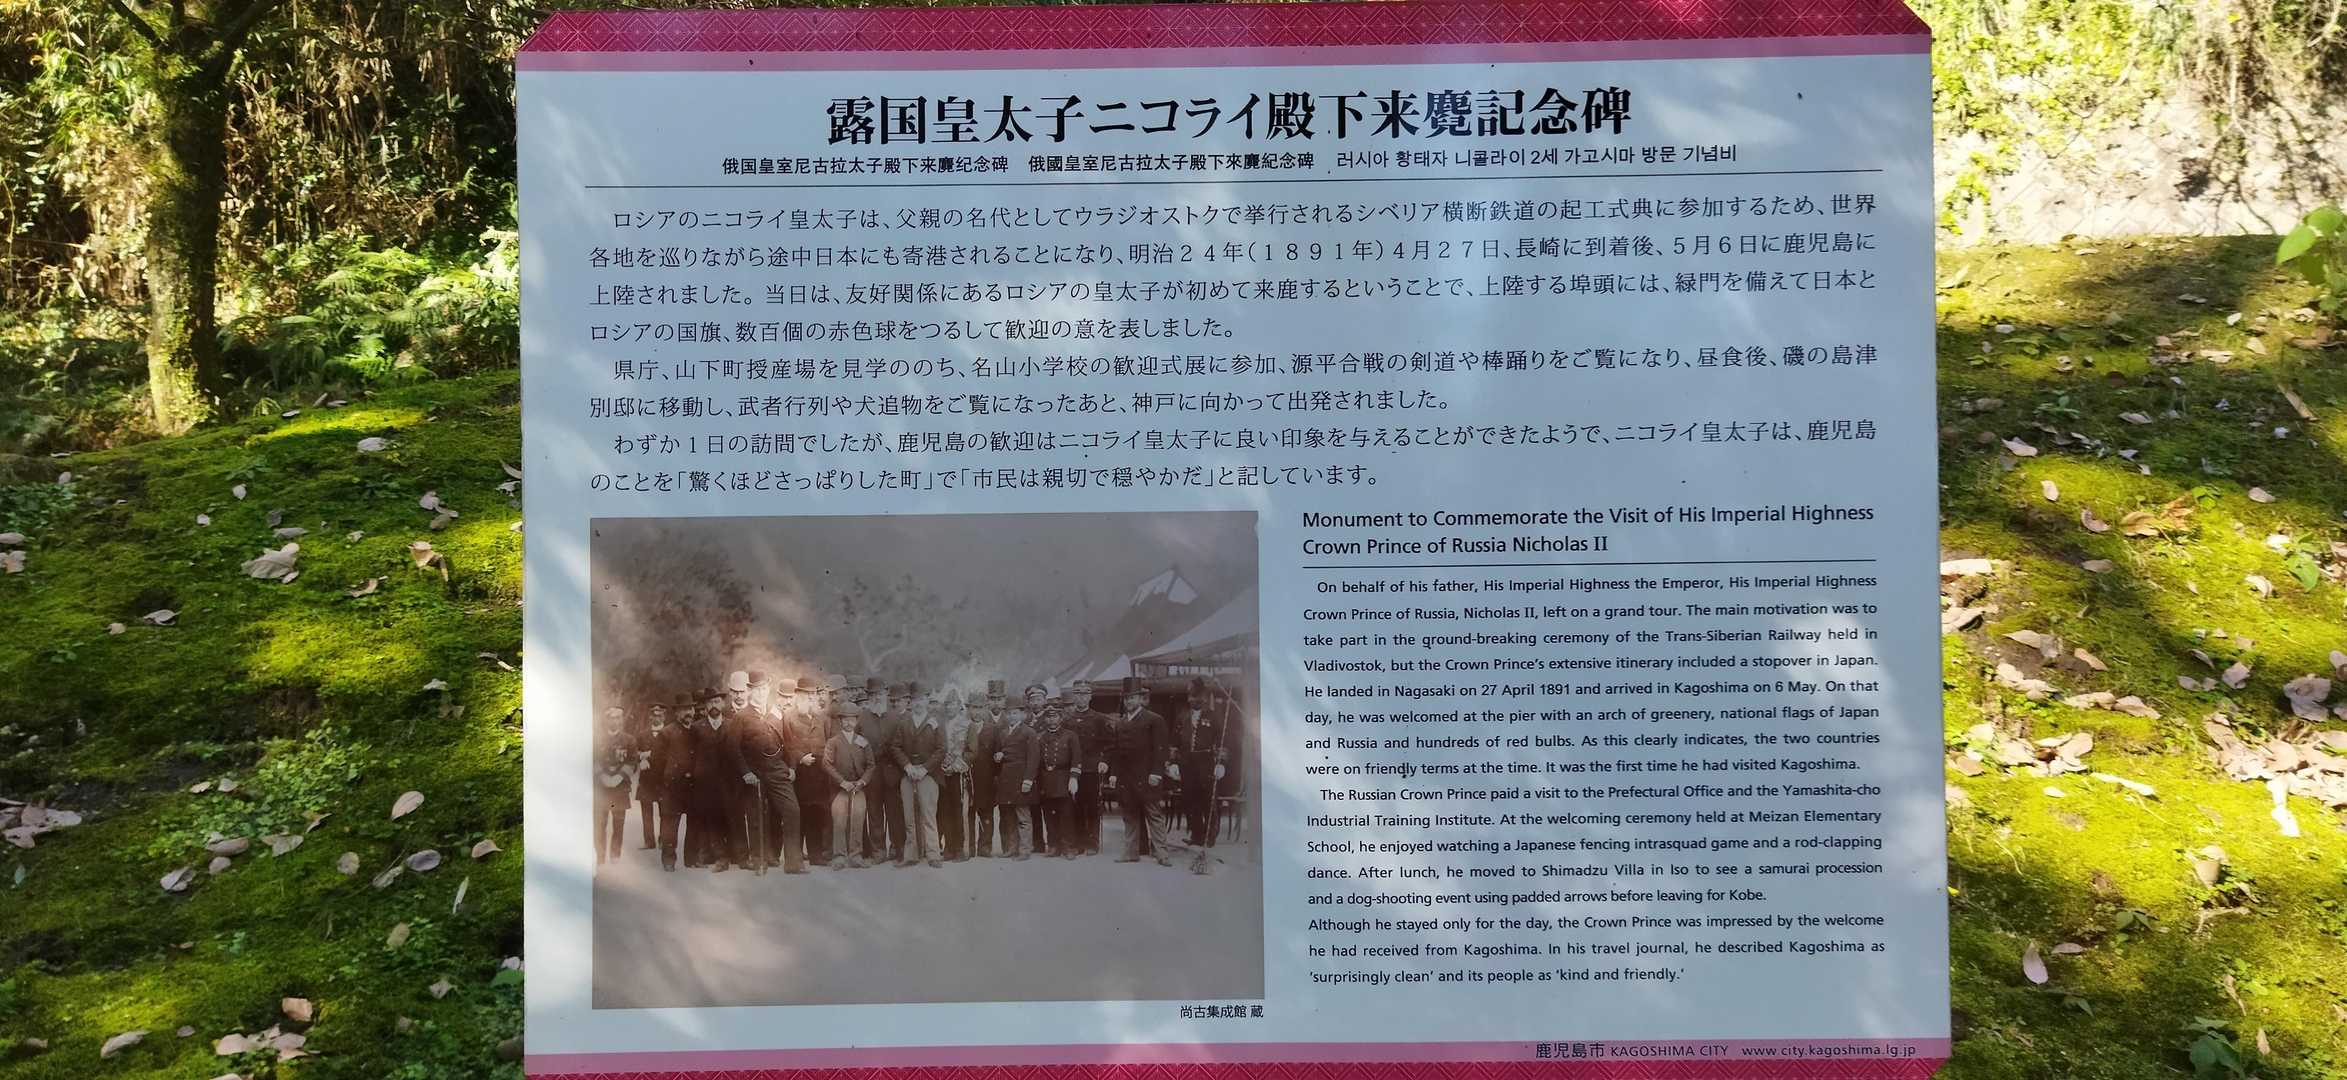 露国皇太子ニコライ殿下来麑記念碑
俄国皇室尼古拉太子殿下来麑纪念碑　俄國皇室尼古拉太子殿下來麑紀念碑　러시아 황태자 니콜라이 2세 가고시마 방문 기념비
ロシアのニコライ皇太子は、父親の名代としてウラジオストクで挙行されるシベリア横断鉄道の起工式典に参加するため、世界
各地を巡りながら途中日本にも寄港されることになり、明治２４年（１８９１年）４月２７日、長崎に到着後、５月６日に鹿児島に
上陸されました。当日は、友好関係にあるロシアの皇太子が初めて来鹿するということで、上陸する埠頭には、緑門を備えて日本と
ロシアの国旗、数百個の赤色球をつるして歓迎の意を表しました。
県庁、山下町授産場を見学ののち、名山小学校の歓迎式展に参加、源平合戦の剣道や棒踊りをご覧になり、昼食後、磯の島津
別邸に移動し、武者行列や犬追物をご覧になったあと、神戸に向かって出発されました。
わずか１日の訪問でしたが、鹿児島の歓迎はニコライ皇太子に良い印象を与えることができたようで、ニコライ皇太子は、鹿児島
のことを「驚くほどさっぱりした町」で「市民は親切で穏やかだ」と記しています。
Monument to Commemorate the Visit of His Imperial Highness
Crown Prince of Russia Nicholas II
On behalf of his father, His Imperial Highness the Emperor, His Imperial Highness
Crown Prince of Russia, Nicholas II, left on a grand tour. The main motivation was to
take part in the ground-breaking ceremony of the Trans-Siberian Railway held in
Vladivostok, but the Crown Prince's extensive itinerary included a stopover in Japan.
He landed in Nagasaki on 27 April 1891 and arrived in Kagoshima on 6 May. On that
day, he was welcomed at the pier with an arch of greenery, national flags of Japan
and Russia and hundreds of red bulbs. As this clearly indicates, the two countries
were on friendly terms at the time. It was the first time he had visited Kagoshima.
The Russian Crown Prince paid a visit to the Prefectural Office and the Yamashita-cho
Industrial Training Institute. At the welcoming ceremony held at Meizan Elementary
School, he enjoyed watching a Japanese fencing intrasquad game and a rod-clapping
dance. After lunch, he moved to Shimadzu Villa in Iso to see a samurai procession
and a dog-shooting event using padded arrows before leaving for Kobe.
Although he stayed only for the day, the Crown Prince was impressed by the welcome
he had received from Kagoshima. In his travel journal, he described Kagoshima as
'surprisingly clean' and its people as 'kind and friendly.'
尚古集成館 蔵
鹿児島市 KAGOSHIMA CITY www.city.kagoshima.lg.jp